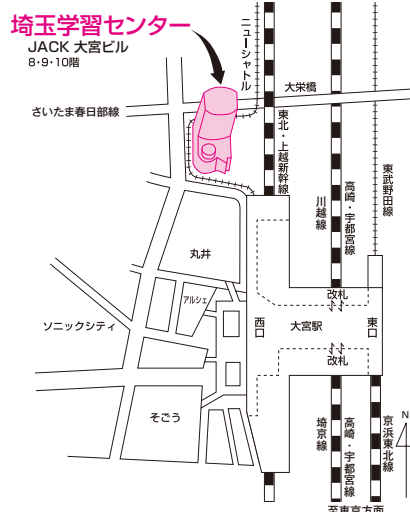 埼玉学習センター
JACK 大宮ビル
8・9・10階
ニューシャトル
大栄橋
さいたま春日部線
東北・上越新幹線
川越線
高崎・宇都宮線
東武野田線
丸井
アルシェ
ソニックシティ
西口
大宮駅
東口
改札
改札
そごう
埼京線
高崎・宇都宮線
京浜東北線
N
至東京方面